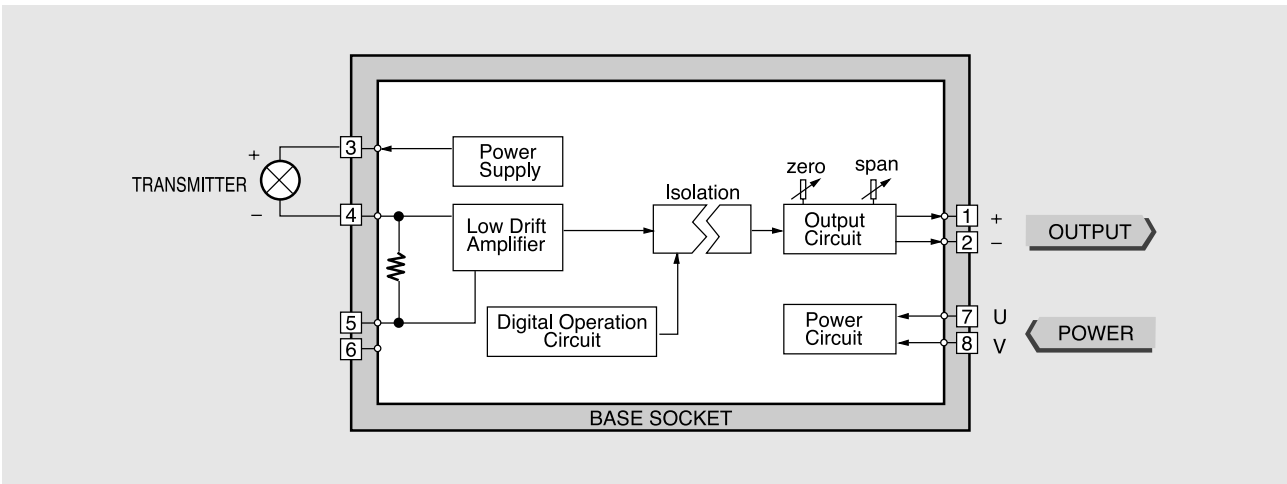 3
Power
Supply
+
TRANSMITTER
−
4
Low Drift
Amplifier
5
6
Digital Operation
Circuit
Isolation
zero
span
Output
Circuit
1
+
2
−
OUTPUT
Power
Circuit
7
U
8
V
POWER
BASE SOCKET